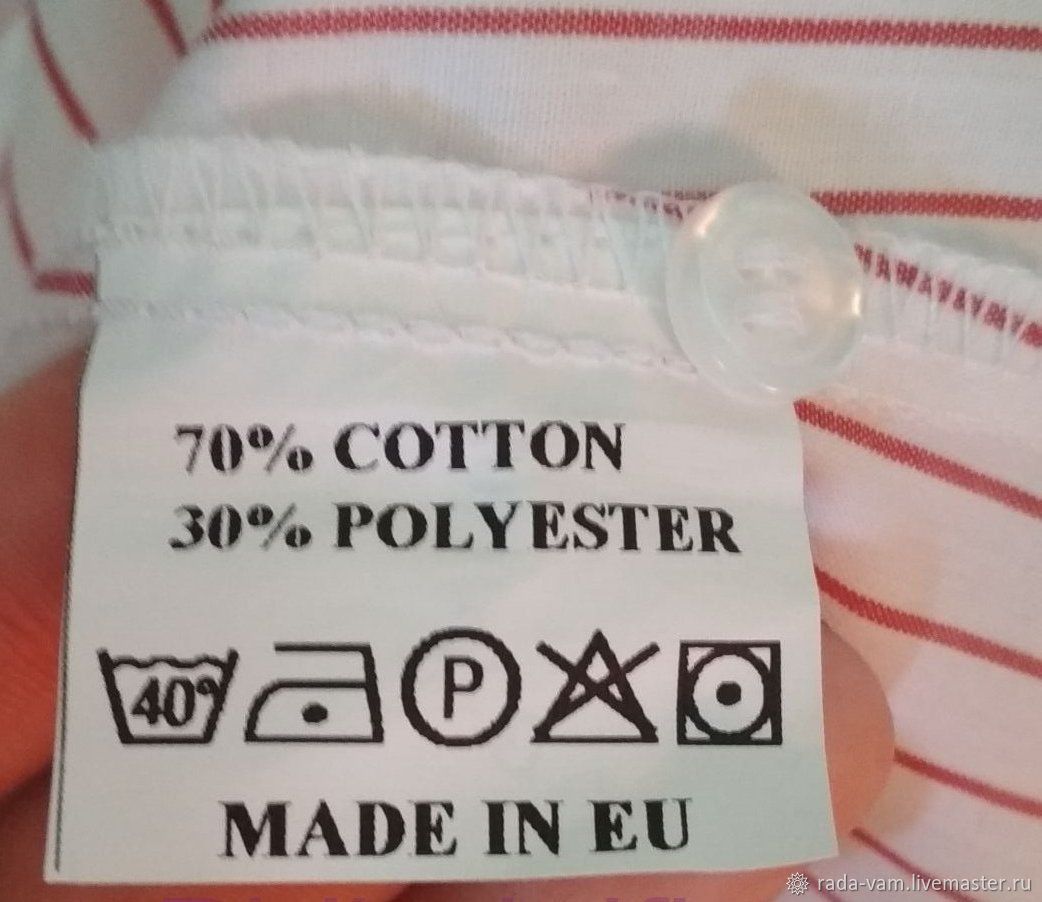 70% COTTON
30% POLYESTER
40° P
MADE IN EU
rada-vam.livemaster.ru